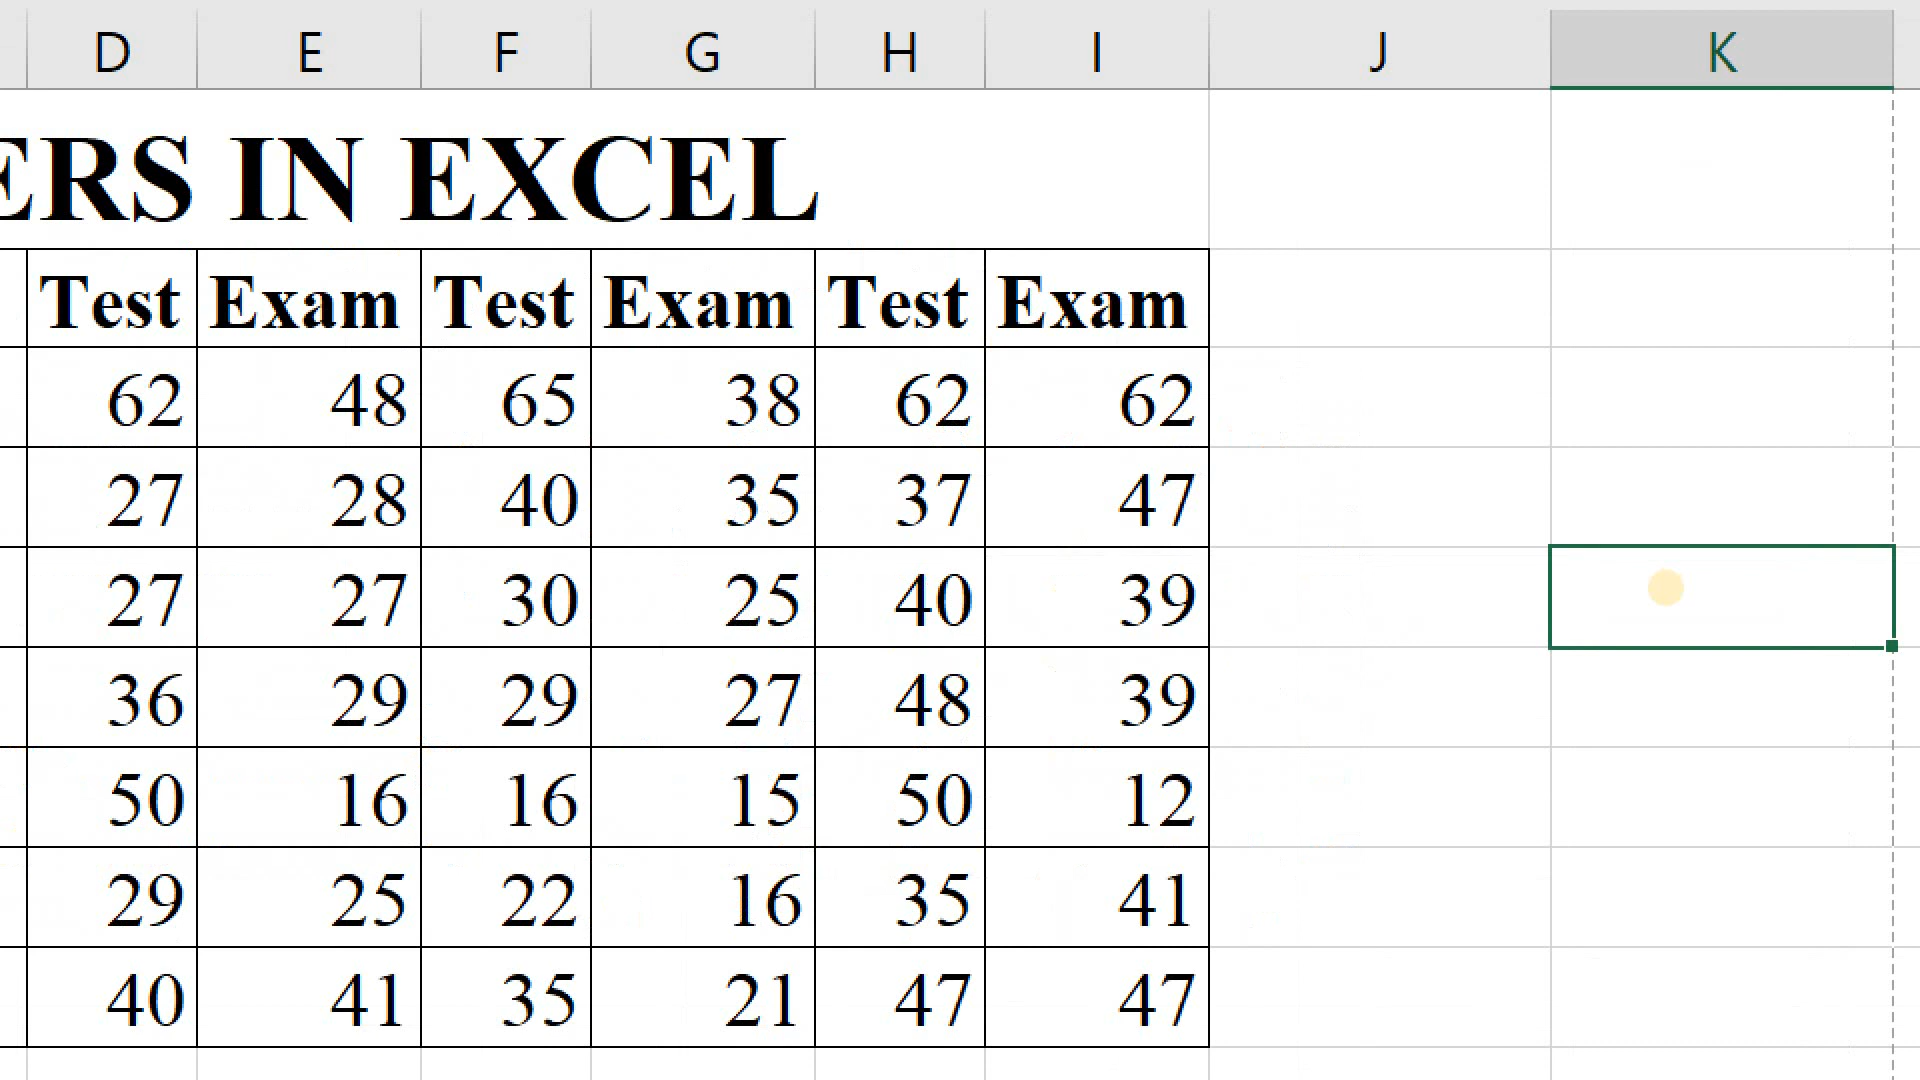 D E F G H I J K
ERS IN EXCEL
Test Exam Test Exam Test Exam
62 48 65 38 62 62
27 28 40 35 37 47
27 27 30 25 40 39
36 29 29 27 48 39
50 16 16 15 50 12
29 25 22 16 35 41
40 41 35 21 47 47